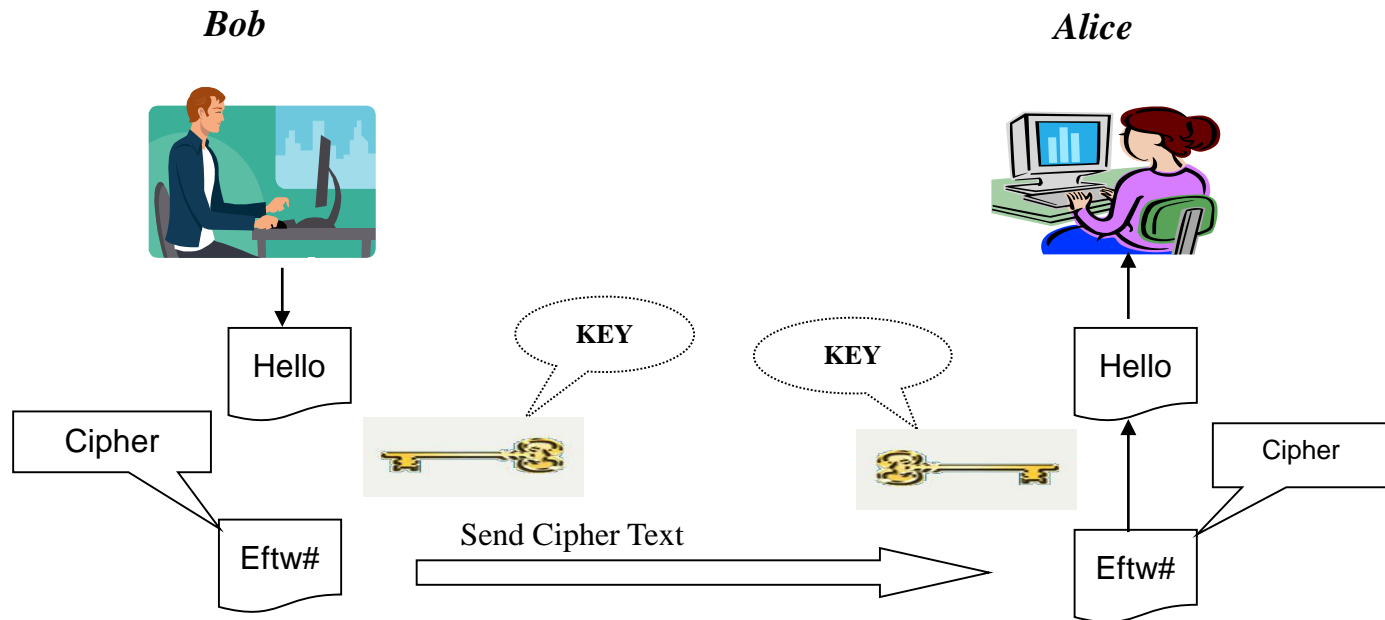 Bob
Alice
KEY
KEY
Hello
Hello
Cipher
Cipher
Send Cipher Text
Eftw#
Eftw#